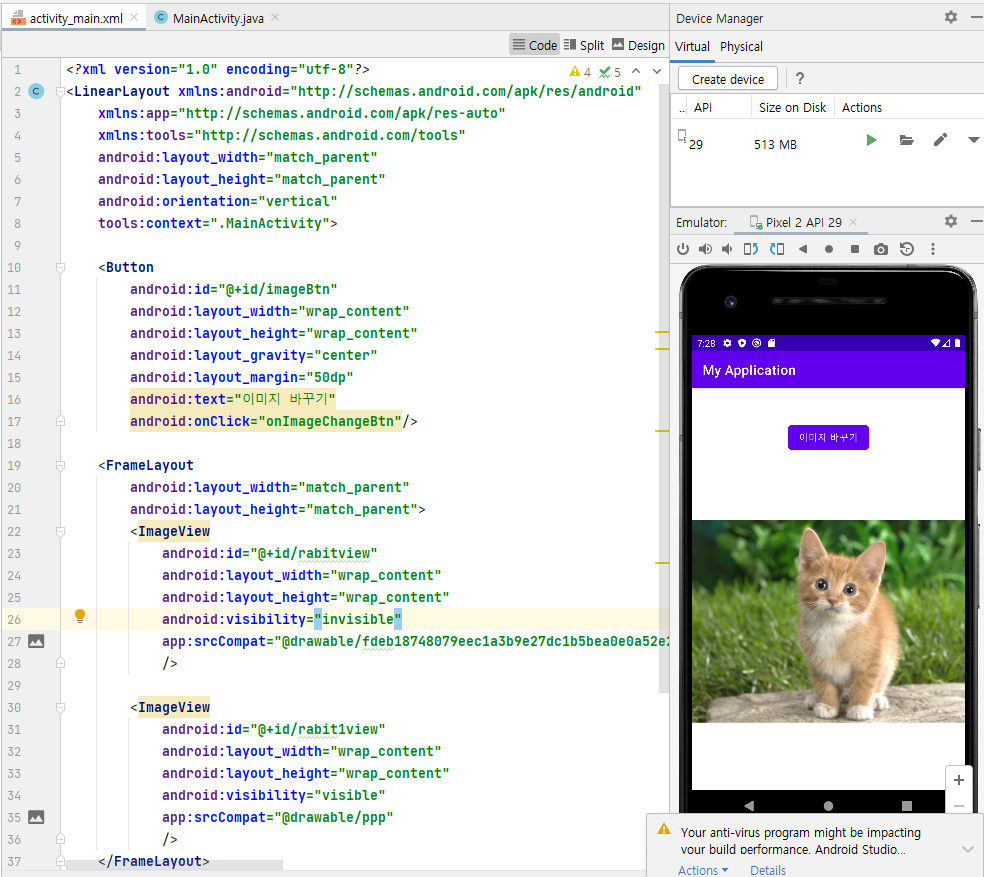 activity_main.xml
MainActivity.java
Code
Split
Design
4
5
1 <?xml version="1.0" encoding="utf-8"?>
2 <LinearLayout xmlns:android="http://schemas.android.com/apk/res/android"
3 xmlns:app="http://schemas.android.com/apk/res-auto"
4 xmlns:tools="http://schemas.android.com/tools"
5 android:layout_width="match_parent"
6 android:layout_height="match_parent"
7 android:orientation="vertical"
8 tools:context=".MainActivity">
9
10 <Button
11 android:id="@+id/imageBtn"
12 android:layout_width="wrap_content"
13 android:layout_height="wrap_content"
14 android:layout_gravity="center"
15 android:layout_margin="50dp"
16 android:text="이미지 바꾸기"
17 android:onClick="onImageChangeBtn"/>
18
19 <FrameLayout
20 android:layout_width="match_parent"
21 android:layout_height="match_parent">
22 <ImageView
23 android:id="@+id/rabitview"
24 android:layout_width="wrap_content"
25 android:layout_height="wrap_content"
26 android:visibility="invisible"
27 app:srcCompat="@drawable/fdeb18748079eec1a3b9e27dc1b5bea0e0a52e2
28 />
29
30 <ImageView
31 android:id="@+id/rabit1view"
32 android:layout_width="wrap_content"
33 android:layout_height="wrap_content"
34 android:visibility="visible"
35 app:srcCompat="@drawable/ppp"
36 />
37 </FrameLayout>
Device Manager
Virtual Physical
Create device ?
.. API Size on Disk Actions
29 513 MB
Emulator: Pixel 2 API 29
7:28
My Application
이미지 바꾸기
Your anti-virus program might be impacting
your build performance. Android Studio...
Actions Details